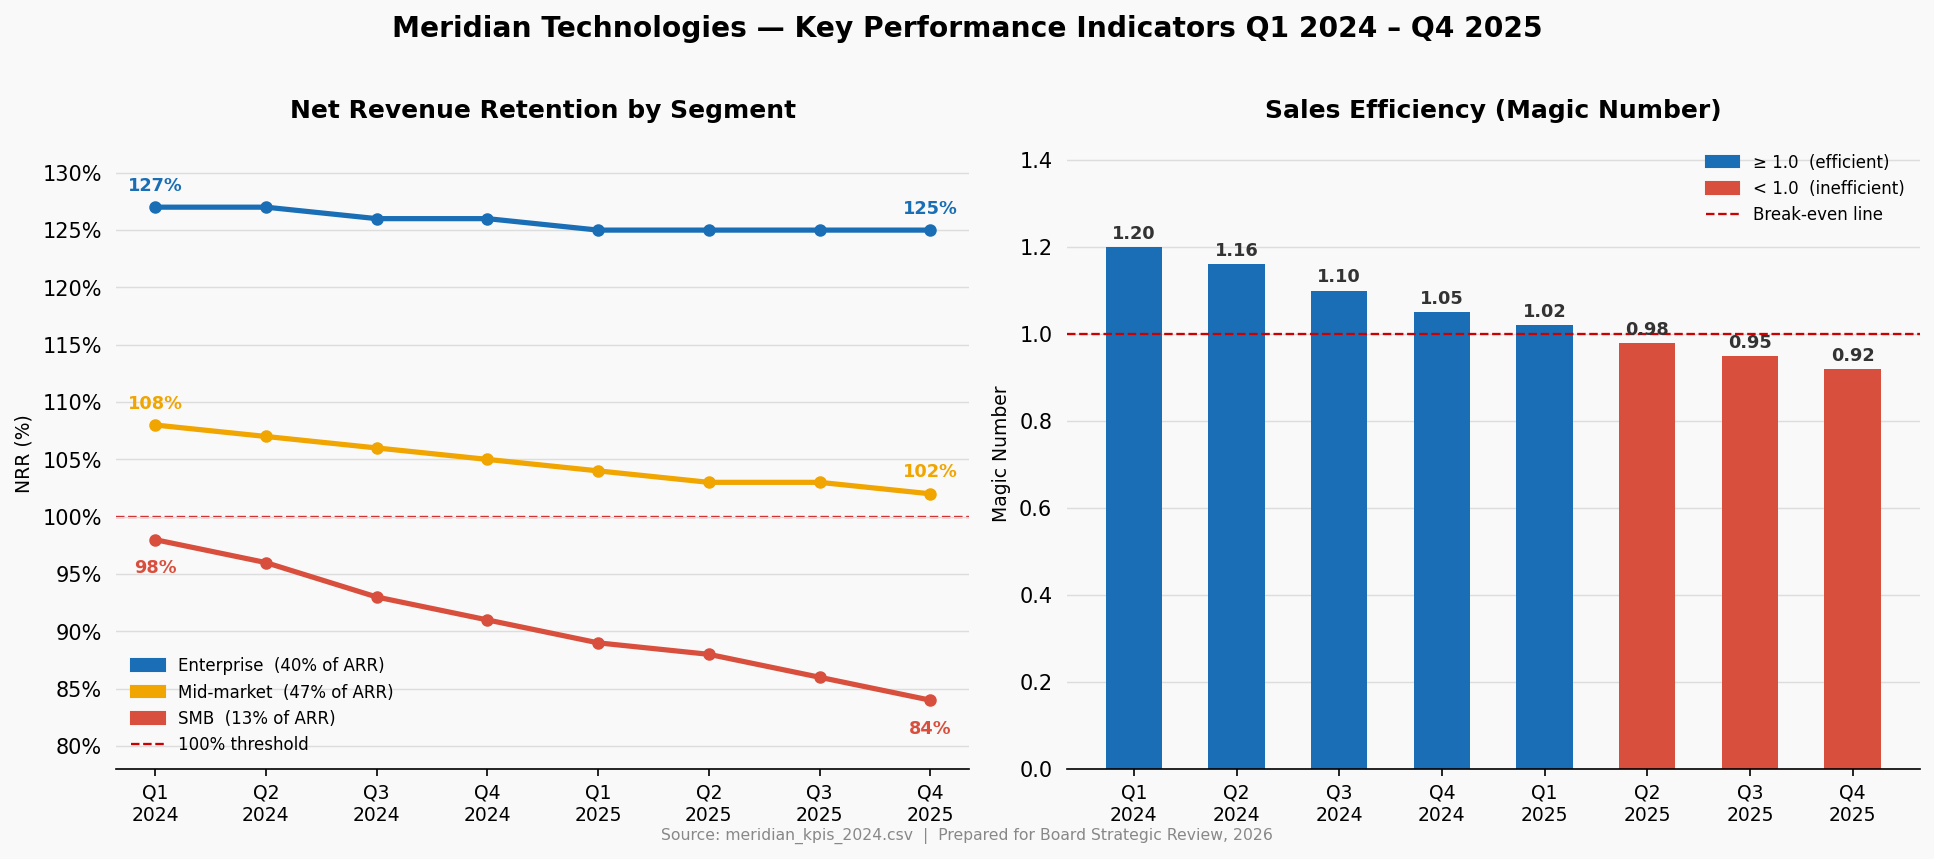 Meridian Technologies — Key Performance Indicators Q1 2024 – Q4 2025
Net Revenue Retention by Segment
NRR (%)
130%
125%
120%
115%
110%
105%
100%
95%
90%
85%
80%
127%
125%
108%
102%
98%
84%
Enterprise (40% of ARR)
Mid-market (47% of ARR)
SMB (13% of ARR)
100% threshold
Q1 Q2 Q3 Q4 Q1 Q2 Q3 Q4
2024 2024 2024 2024 2025 2025 2025 2025
Sales Efficiency (Magic Number)
Magic Number
1.4
1.2
1.0
0.8
0.6
0.4
0.2
0.0
≥ 1.0 (efficient)
< 1.0 (inefficient)
Break-even line
1.20
1.16
1.10
1.05
1.02
0.98
0.95
0.92
Q1 Q2 Q3 Q4 Q1 Q2 Q3 Q4
2024 2024 2024 2024 2025 2025 2025 2025
Source: meridian_kpis_2024.csv | Prepared for Board Strategic Review, 2026